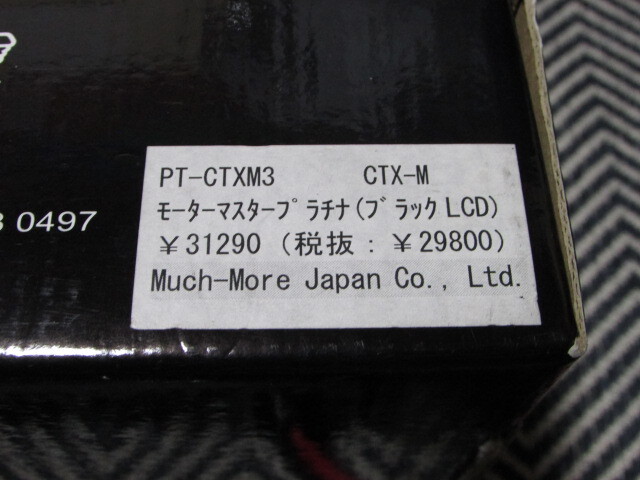 3 0497
PT-CTXM3 CTX-M
ﾓｰﾀｰﾏｽﾀｰﾌﾟﾗﾁﾅ(ﾌﾞﾗｯｸLCD)
￥31290 (税抜:￥29800)
Much-More Japan Co., Ltd.